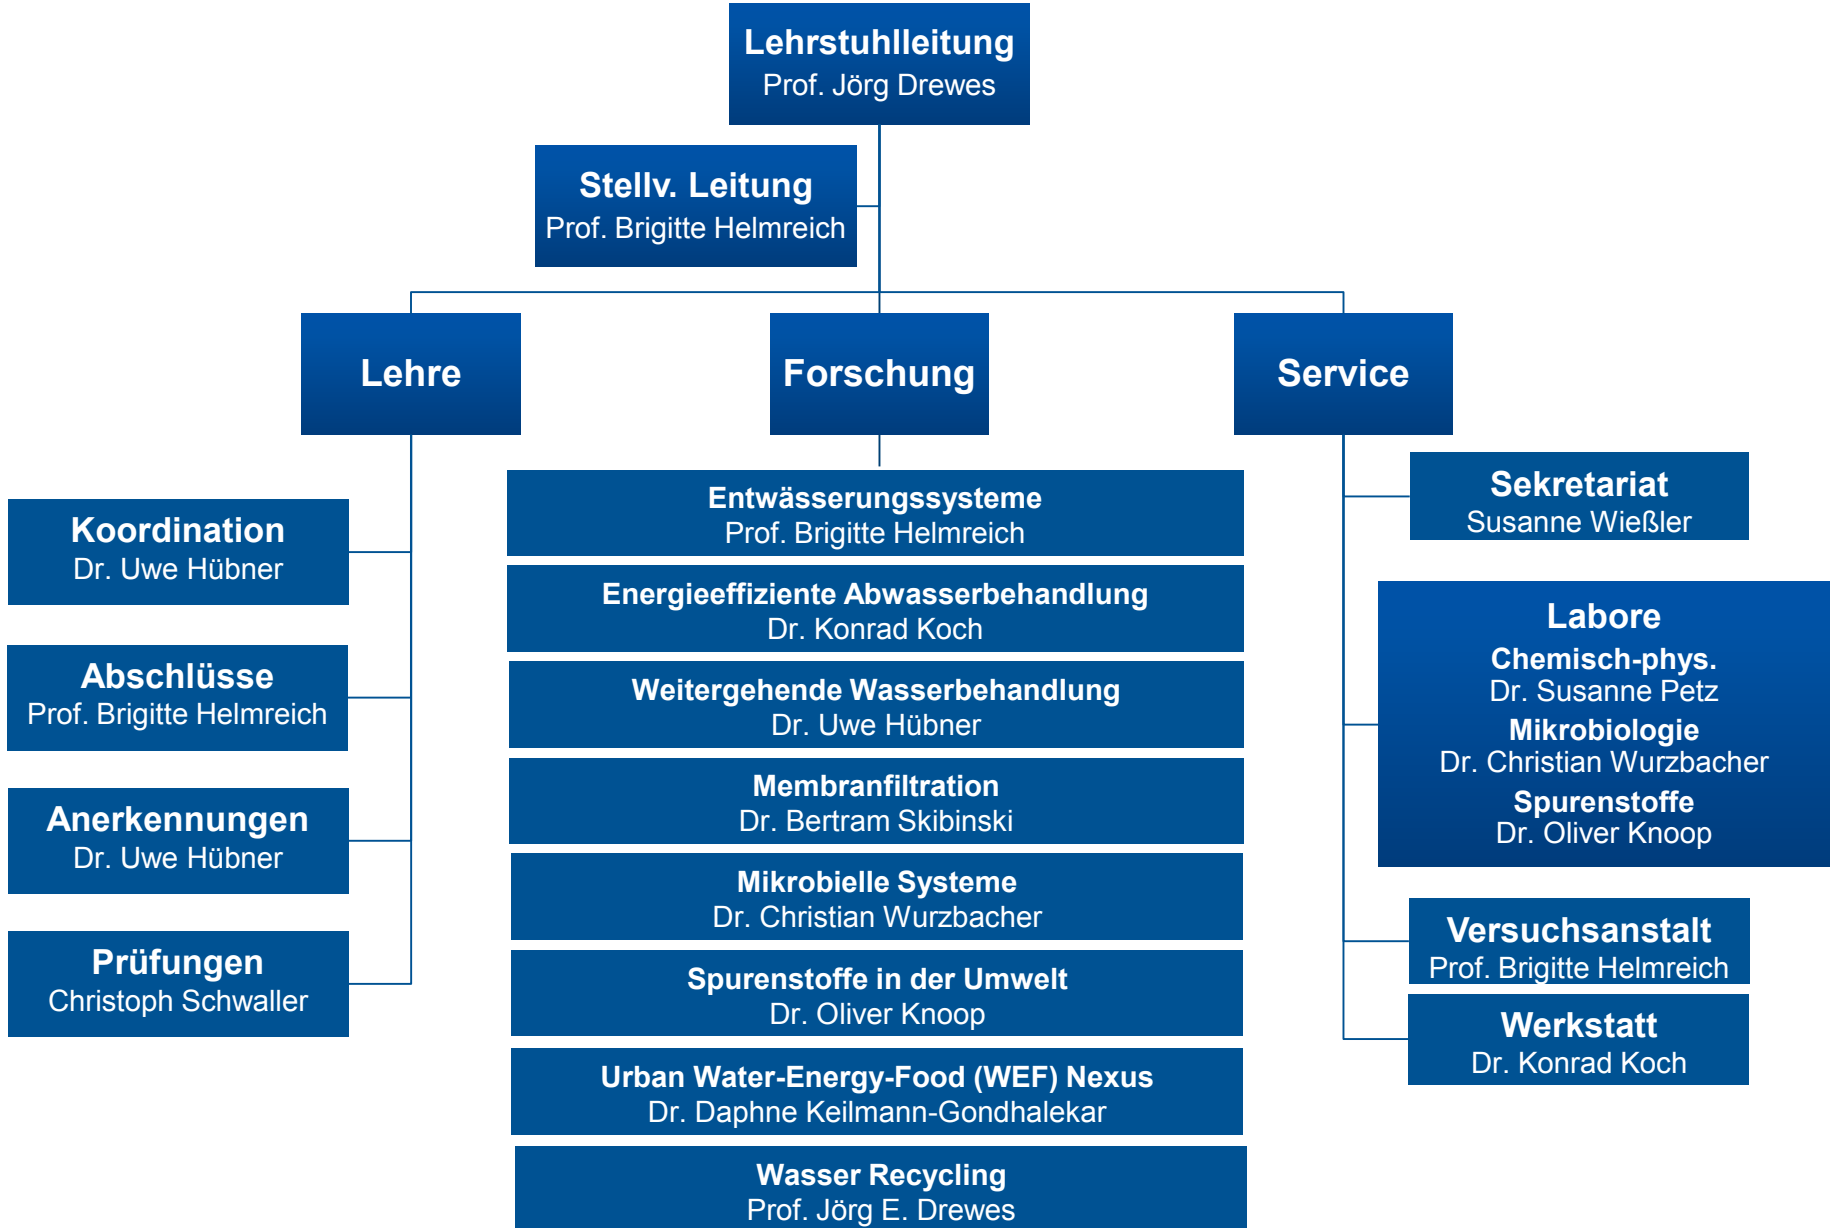 Lehrstuhlleitung
Prof. Jörg Drewes
Stellv. Leitung
Prof. Brigitte Helmreich
Lehre
Forschung
Service
Koordination
Dr. Uwe Hübner
Abschlüsse
Prof. Brigitte Helmreich
Anerkennungen
Dr. Uwe Hübner
Prüfungen
Christoph Schwaller
Entwässerungssysteme
Prof. Brigitte Helmreich
Energieeffiziente Abwasserbehandlung
Dr. Konrad Koch
Weitergehende Wasserbehandlung
Dr. Uwe Hübner
Membranfiltration
Dr. Bertram Skibinski
Mikrobielle Systeme
Dr. Christian Wurzbacher
Spurenstoffe in der Umwelt
Dr. Oliver Knoop
Urban Water-Energy-Food (WEF) Nexus
Dr. Daphne Keilmann-Gondhalekar
Wasser Recycling
Prof. Jörg E. Drewes
Sekretariat
Susanne Wießler
Labore
Chemisch-phys.
Dr. Susanne Petz
Mikrobiologie
Dr. Christian Wurzbacher
Spurenstoffe
Dr. Oliver Knoop
Versuchsanstalt
Prof. Brigitte Helmreich
Werkstatt
Dr. Konrad Koch